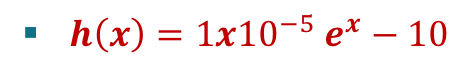 ▪ h(x) = 1x10⁻⁵ eˣ – 10